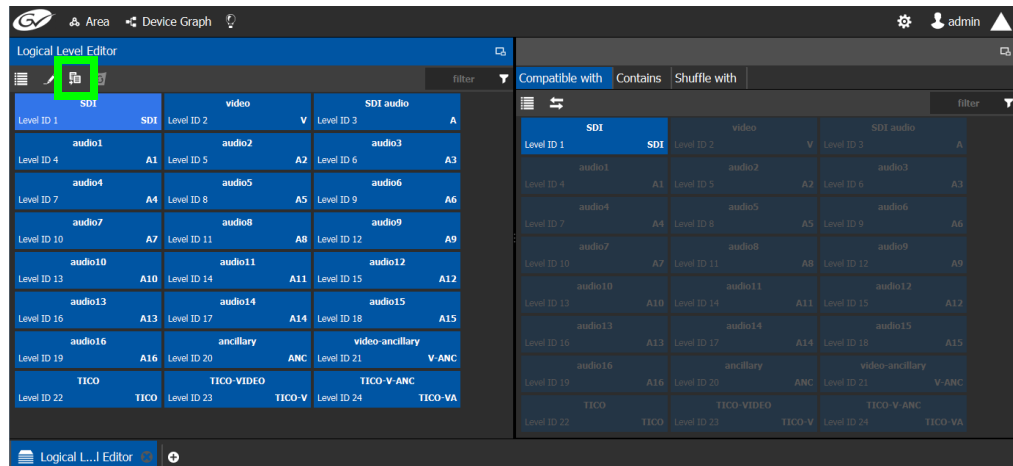 GV Area Device Graph admin
Logical Level Editor
filter Compatible with Contains Shuffle with
filter
SDI video SDI audio
Level ID 1 SDI Level ID 2 V Level ID 3 A
audio1 audio2 audio3
Level ID 4 A1 Level ID 5 A2 Level ID 6 A3
audio4 audio5 audio6
Level ID 7 A4 Level ID 8 A5 Level ID 9 A6
audio7 audio8 audio9
Level ID 10 A7 Level ID 11 A8 Level ID 12 A9
audio10 audio11 audio12
Level ID 13 A10 Level ID 14 A11 Level ID 15 A12
audio13 audio14 audio15
Level ID 16 A13 Level ID 17 A14 Level ID 18 A15
audio16 ancillary video-ancillary
Level ID 19 A16 Level ID 20 ANC Level ID 21 V-ANC
TICO TICO-VIDEO TICO-V-ANC
Level ID 22 TICO Level ID 23 TICO-V Level ID 24 TICO-VA
SDI video SDI audio
Level ID 1 SDI Level ID 2 V Level ID 3 A
audio1 audio2 audio3
Level ID 4 A1 Level ID 5 A2 Level ID 6 A3
audio4 audio5 audio6
Level ID 7 A4 Level ID 8 A5 Level ID 9 A6
audio7 audio8 audio9
Level ID 10 A7 Level ID 11 A8 Level ID 12 A9
audio10 audio11 audio12
Level ID 13 A10 Level ID 14 A11 Level ID 15 A12
audio13 audio14 audio15
Level ID 16 A13 Level ID 17 A14 Level ID 18 A15
audio16 ancillary video-ancillary
Level ID 19 A16 Level ID 20 ANC Level ID 21 V-ANC
TICO TICO-VIDEO TICO-V-ANC
Level ID 22 TICO Level ID 23 TICO-V Level ID 24 TICO-VA
Logical L...l Editor